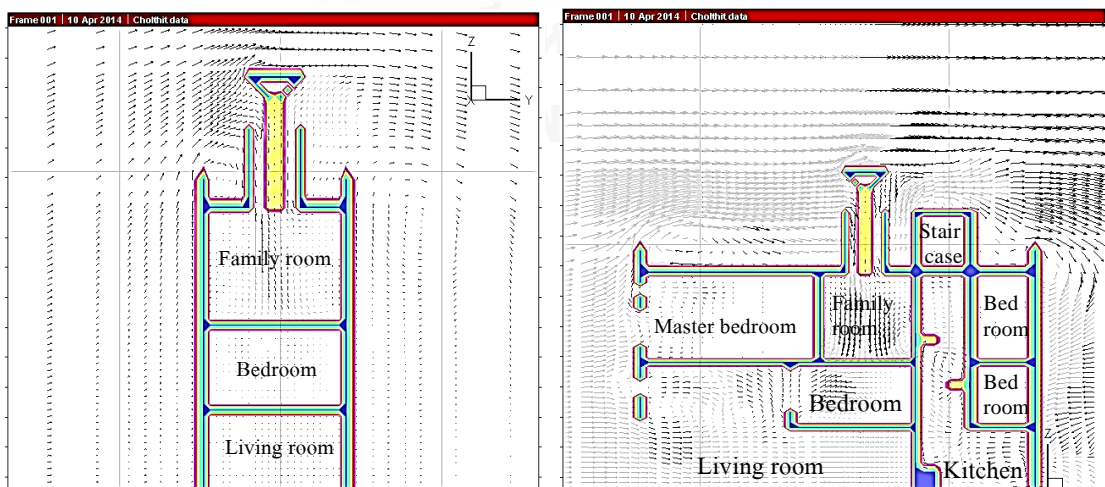 Frame 001 | 10 Apr 2014 | Cholthit data
Z
X
Y
Family room
Bedroom
Living room
Frame 001 | 10 Apr 2014 | Cholthit data
Stair
case
Master bedroom
Family
room
Bed
room
Bedroom
Bed
room
Living room
Kitchen
Z